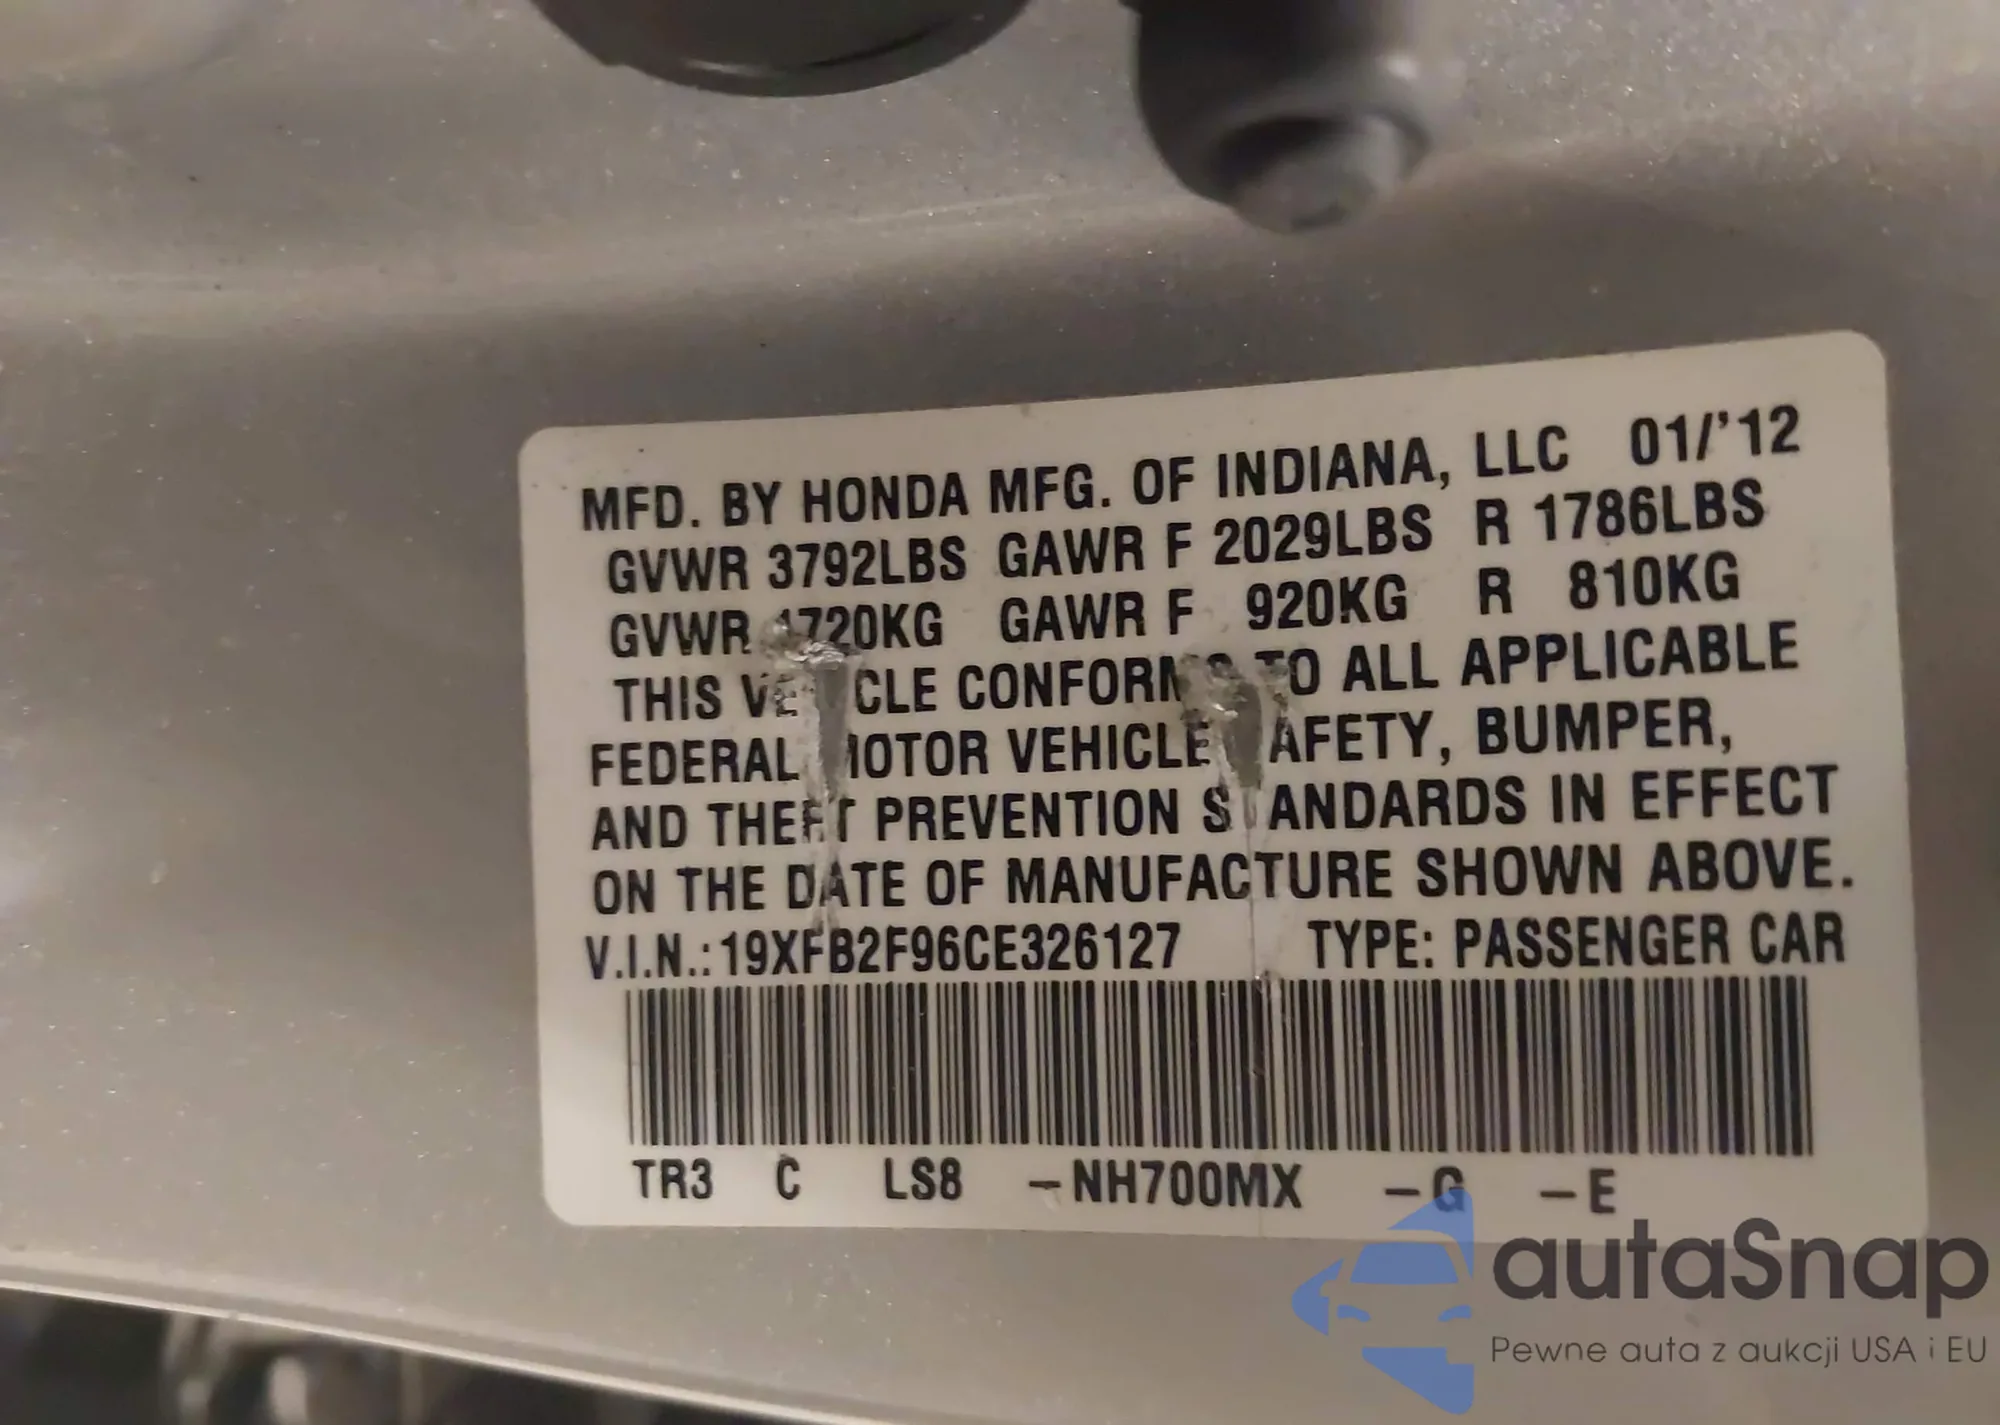 MFD. BY HONDA MFG. OF INDIANA, LLC 01/'12
GVWR 3792LBS GAWR F 2029LBS R 1786LBS
GVWR 1720KG GAWR F 920KG R 810KG
THIS VEHICLE CONFORMS TO ALL APPLICABLE
FEDERAL MOTOR VEHICLE SAFETY, BUMPER,
AND THEFT PREVENTION STANDARDS IN EFFECT
ON THE DATE OF MANUFACTURE SHOWN ABOVE.
V.I.N.: 19XFB2F96CE326127 TYPE: PASSENGER CAR
TR3 C LS8 –NH700MX –G –E
autaSnap
Pewne auta z aukcji USA i EU